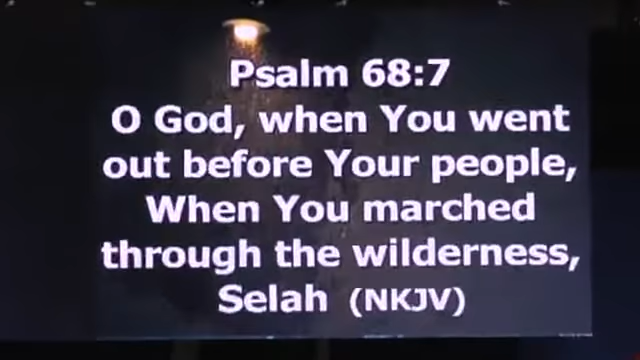 Psalm 68:7
O God, when You went
out before Your people,
When You marched
through the wilderness,
Selah (NKJV)